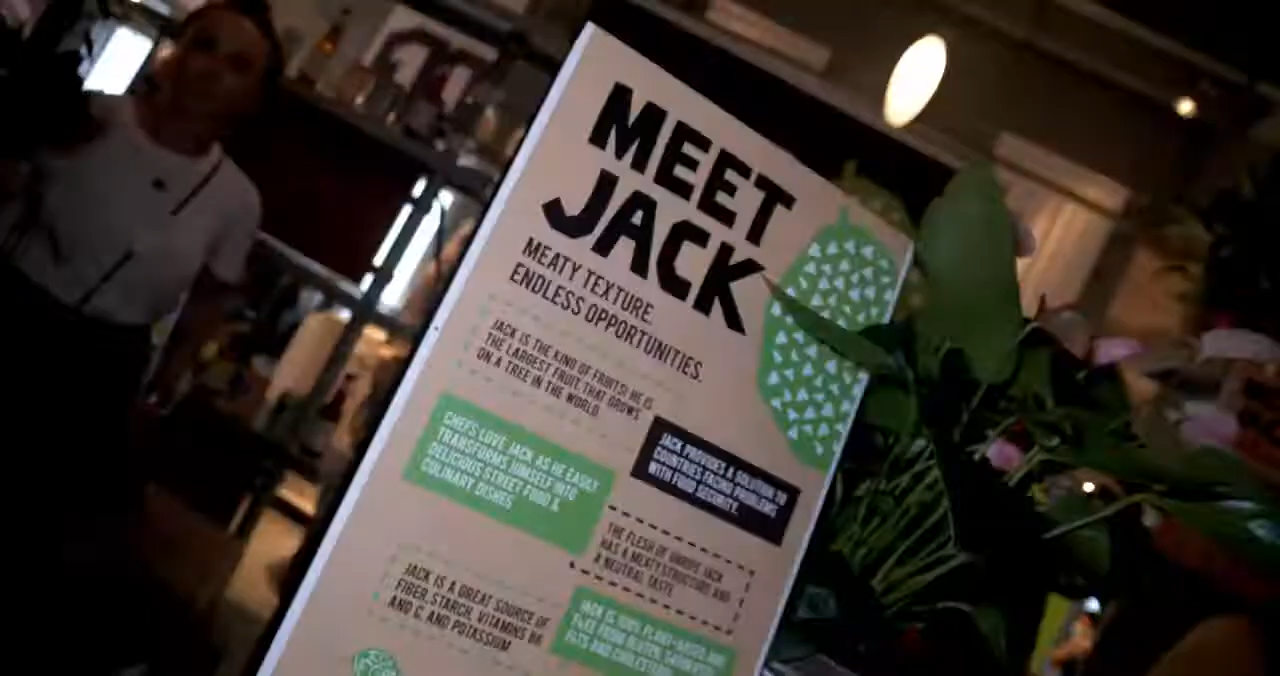 MEET
JACK
MEATY TEXTURE.
ENDLESS OPPORTUNITIES.
JACK IS THE KING OF FRUITS! HE IS
THE LARGEST FRUIT THAT GROWS
ON A TREE IN THE WORLD.
CHEFS LOVE JACK AS HE EASILY
TRANSFORMS HIMSELF INTO
DELICIOUS STREET FOOD &
CULINARY DISHES
JACK PROVIDES A SOLUTION TO
COUNTRIES FACING PROBLEMS
WITH FOOD SECURITY.
THE FLESH OF UNRIPE JACK
HAS A MEATY STRUCTURE AND
A NEUTRAL TASTE
JACK IS A GREAT SOURCE OF
FIBER, STARCH, VITAMINS
AND C, AND POTASSIUM
JACK IS 100% PLANT-BASED AND
FREE FROM GLUTEN,
FATS AND CHOLESTEROL